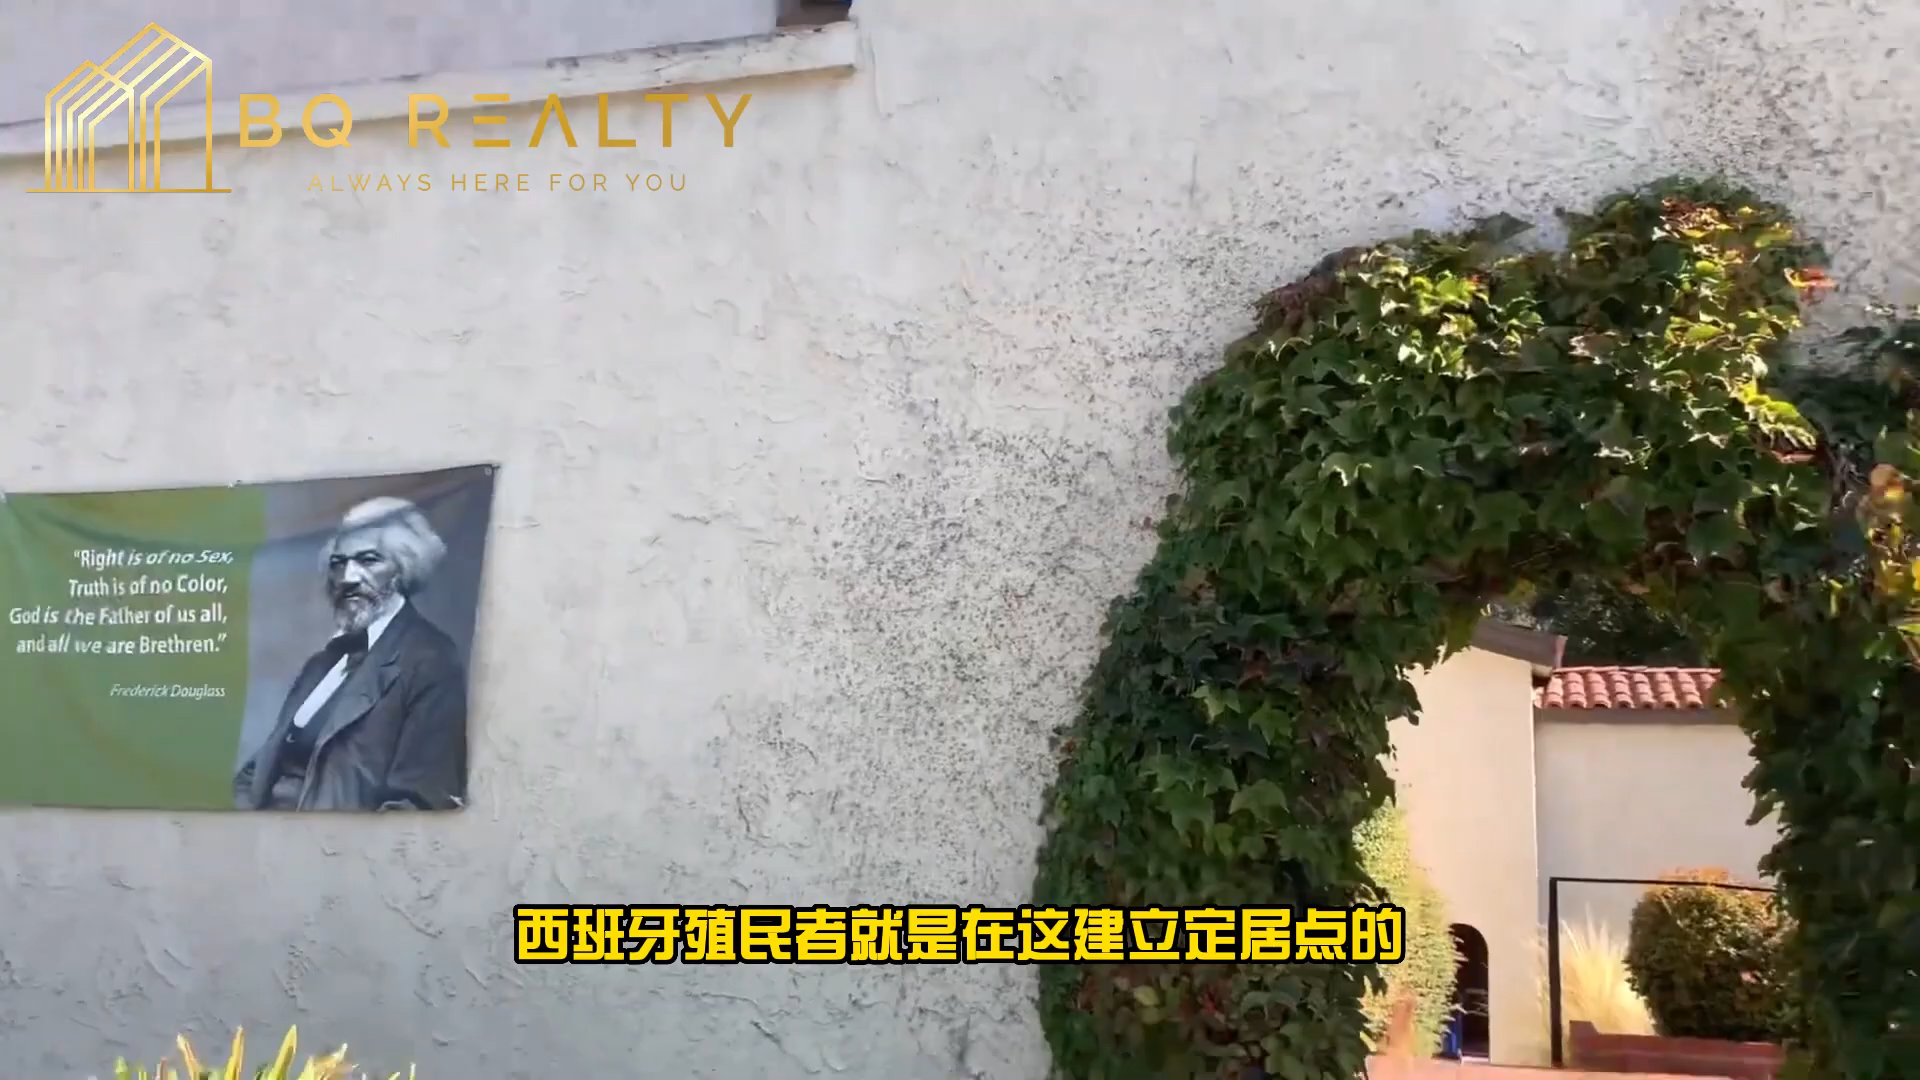 BQ REALTY
ALWAYS HERE FOR YOU
“Right is of no Sex,
Truth is of no Color,
God is the Father of us all,
and all we are Brethren.”
Frederick Douglass
西班牙殖民者就是在这建立定居点的